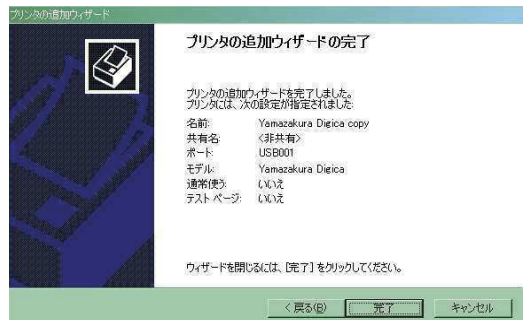 プリンタの追加ウィザード
プリンタの追加ウィザードの完了
プリンタの追加ウィザードを完了しました。
プリンタには、次の設定が指定されました:
名前: Yamazakura Digica copy
共有名: <非共有>
ポート: USB001
モデル: Yamazakura Digica
通常使う: いいえ
テスト ページ: いいえ
ウィザードを閉じるには、[完了] をクリックしてください。
< 戻る(B) 完了 キャンセル